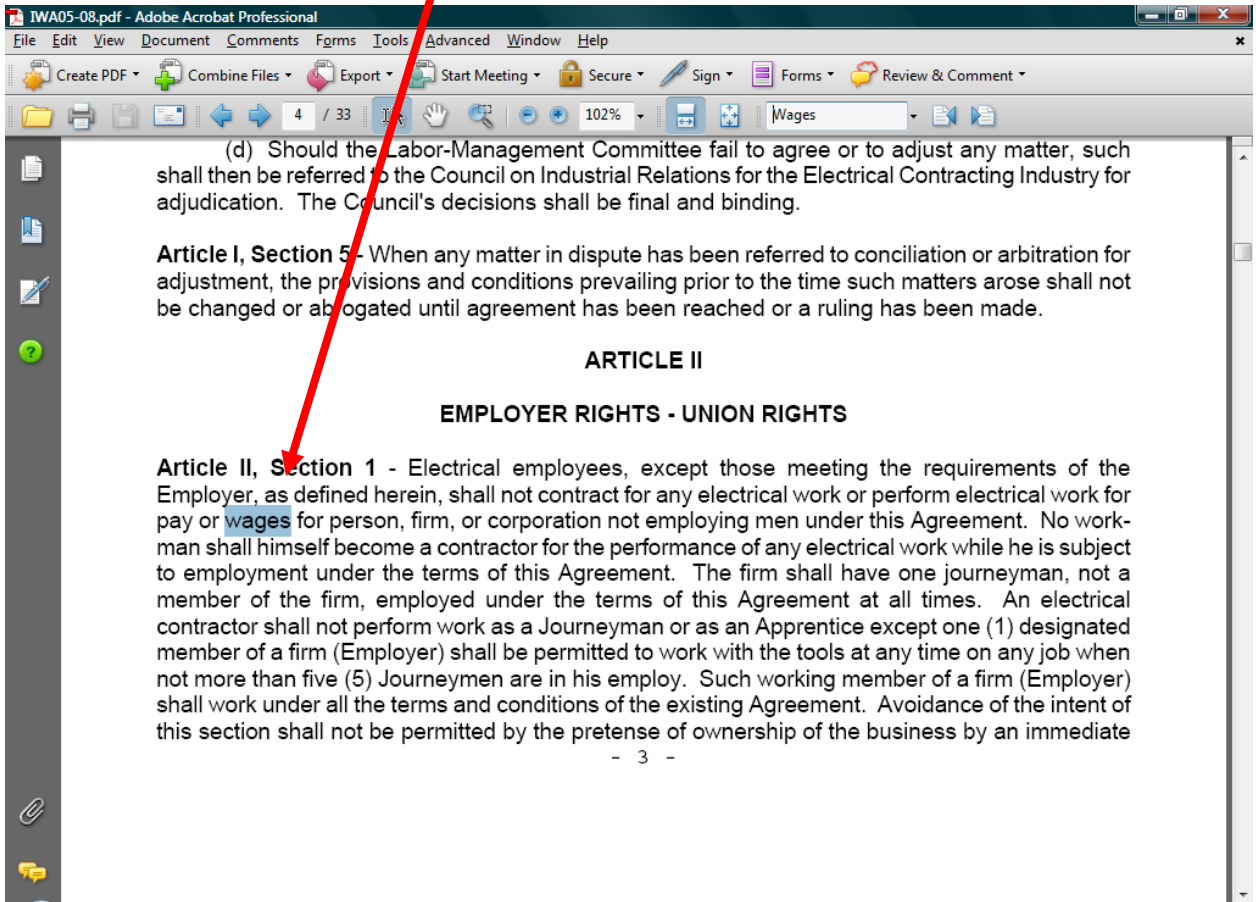 IWA05-08.pdf - Adobe Acrobat Professional
File Edit View Document Comments Forms Tools Advanced Window Help
Create PDF Combine Files Export Start Meeting Secure Sign Forms Review & Comment
4 / 33 102% Wages
(d) Should the Labor-Management Committee fail to agree or to adjust any matter, such
shall then be referred to the Council on Industrial Relations for the Electrical Contracting Industry for
adjudication. The Council's decisions shall be final and binding.
Article I, Section 5 - When any matter in dispute has been referred to conciliation or arbitration for
adjustment, the provisions and conditions prevailing prior to the time such matters arose shall not
be changed or abrogated until agreement has been reached or a ruling has been made.
ARTICLE II
EMPLOYER RIGHTS - UNION RIGHTS
Article II, Section 1 - Electrical employees, except those meeting the requirements of the
Employer, as defined herein, shall not contract for any electrical work or perform electrical work for
pay or wages for person, firm, or corporation not employing men under this Agreement. No work-
man shall himself become a contractor for the performance of any electrical work while he is subject
to employment under the terms of this Agreement. The firm shall have one journeyman, not a
member of the firm, employed under the terms of this Agreement at all times. An electrical
contractor shall not perform work as a Journeyman or as an Apprentice except one (1) designated
member of a firm (Employer) shall be permitted to work with the tools at any time on any job when
not more than five (5) Journeymen are in his employ. Such working member of a firm (Employer)
shall work under all the terms and conditions of the existing Agreement. Avoidance of the intent of
this section shall not be permitted by the pretense of ownership of the business by an immediate
- 3 -